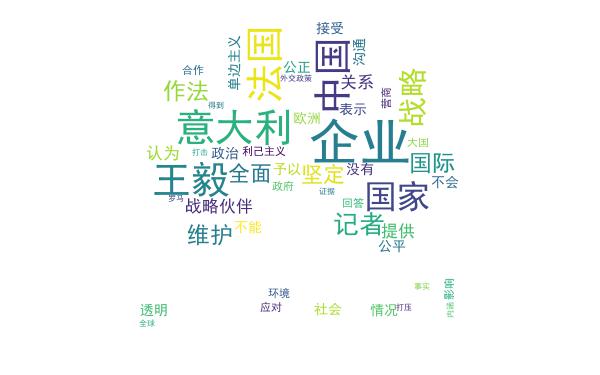 接受
法国
中国
单边主义
沟通
公正
合作
外交政策
关系
战略
作法
营商
得到
表示
意大利
欧洲
企业
大国
认为
打击
政治
利己主义
国际
王毅
全面
予以
坚定
没有
不会
政府
证据
国家
罗马
战略伙伴
回答
记者
提供
维护
不能
公平
事实
影响
环境
透明
应对
社会
情况
打压
内涵
全球